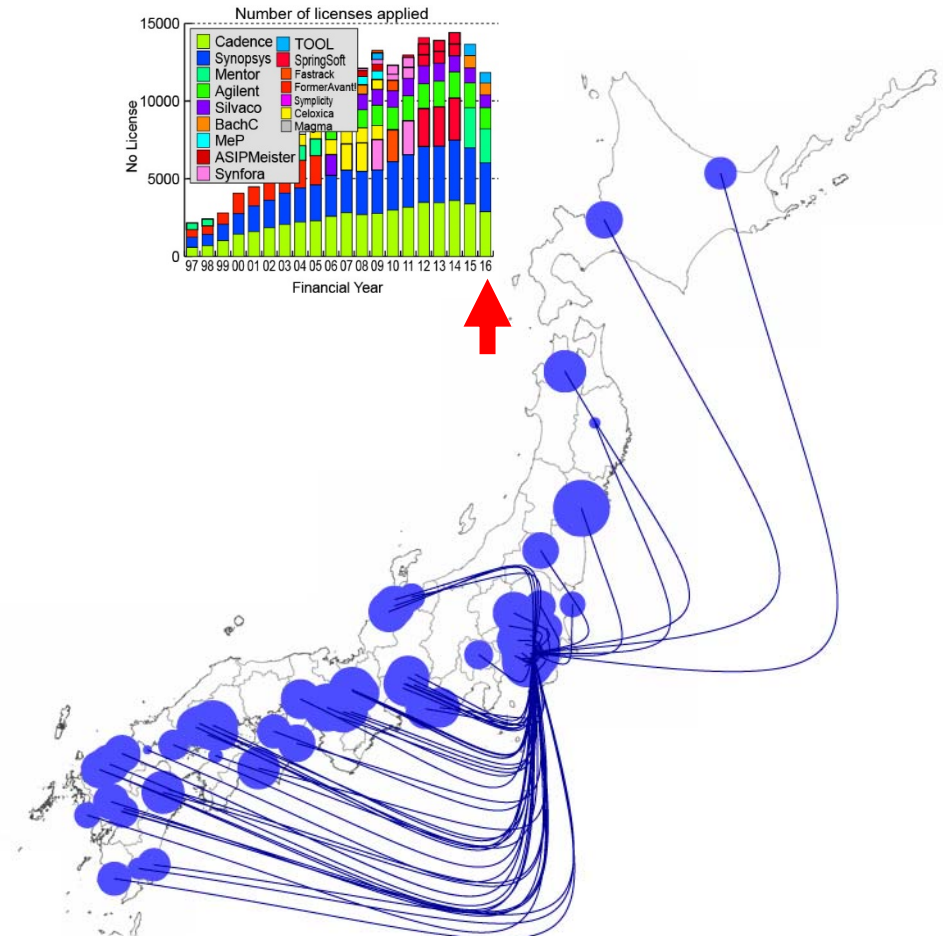 Number of licenses applied
15000
10000
5000
0
No License
Cadence
Synopsys
Mentor
Agilent
Silvaco
BachC
MeP
ASIPMeister
Synfora
TOOL
SpringSoft
Fastrack
FormerAvant!
Symplicity
Celoxica
Magma
97 98 99 00 01 02 03 04 05 06 07 08 09 10 11 12 13 14 15 16
Financial Year